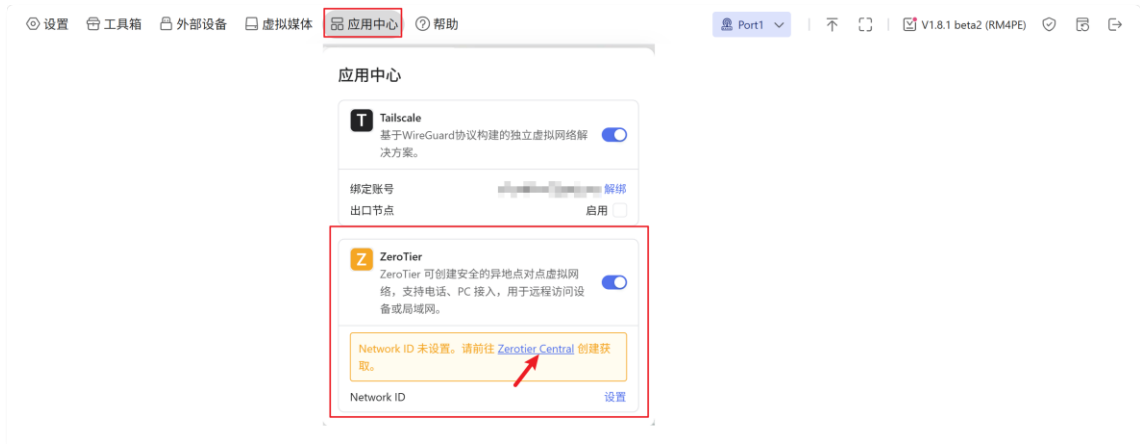 设置 工具箱 外部设备 虚拟媒体 应用中心 帮助 Port1 V1.8.1 beta2 (RM4PE)
应用中心
T Tailscale
基于WireGuard协议构建的独立虚拟网络解
决方案。
绑定账号 解绑
出口节点 启用
Z ZeroTier
ZeroTier 可创建安全的异地点对点虚拟网
络，支持电话、PC 接入，用于远程访问设
备或局域网。
Network ID 未设置。请前往 Zerotier Central 创建获
取。
Network ID 设置